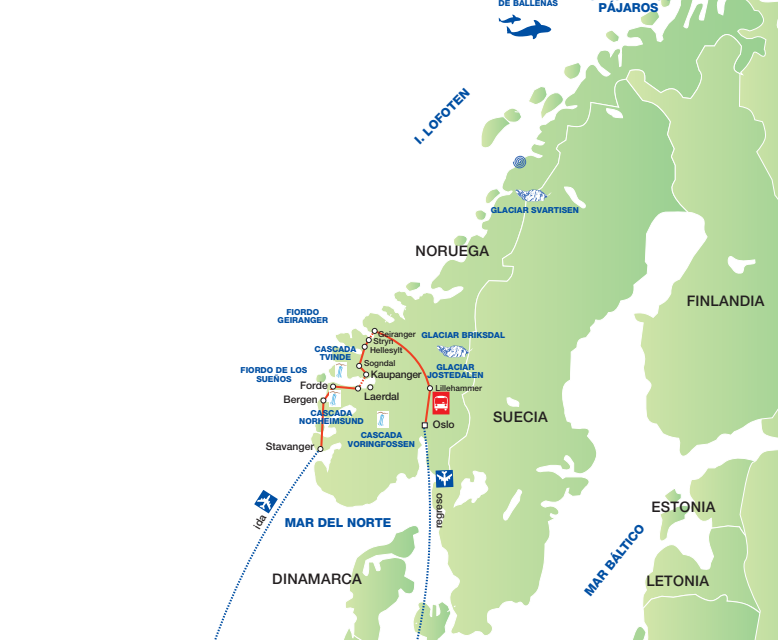 DE BALLENAS
PÁJAROS
I. LOFOTEN
GLACIAR SVARTISEN
NORUEGA
FINLANDIA
FIORDO
GEIRANGER
Geiranger
GLACIAR BRIKSDAL
Stryn
Hellesylt
CASCADA
TVINDE
Sogndal
GLACIAR
JOSTEDALEN
FIORDO DE LOS
SUEÑOS
Kaupanger
Forde
Lillehammer
Laerdal
Bergen
CASCADA
NORHEIMSUND
SUECIA
Oslo
CASCADA
VORINGFOSSEN
Stavanger
ida
regreso
MAR DEL NORTE
ESTONIA
MAR BÁLTICO
DINAMARCA
LETONIA